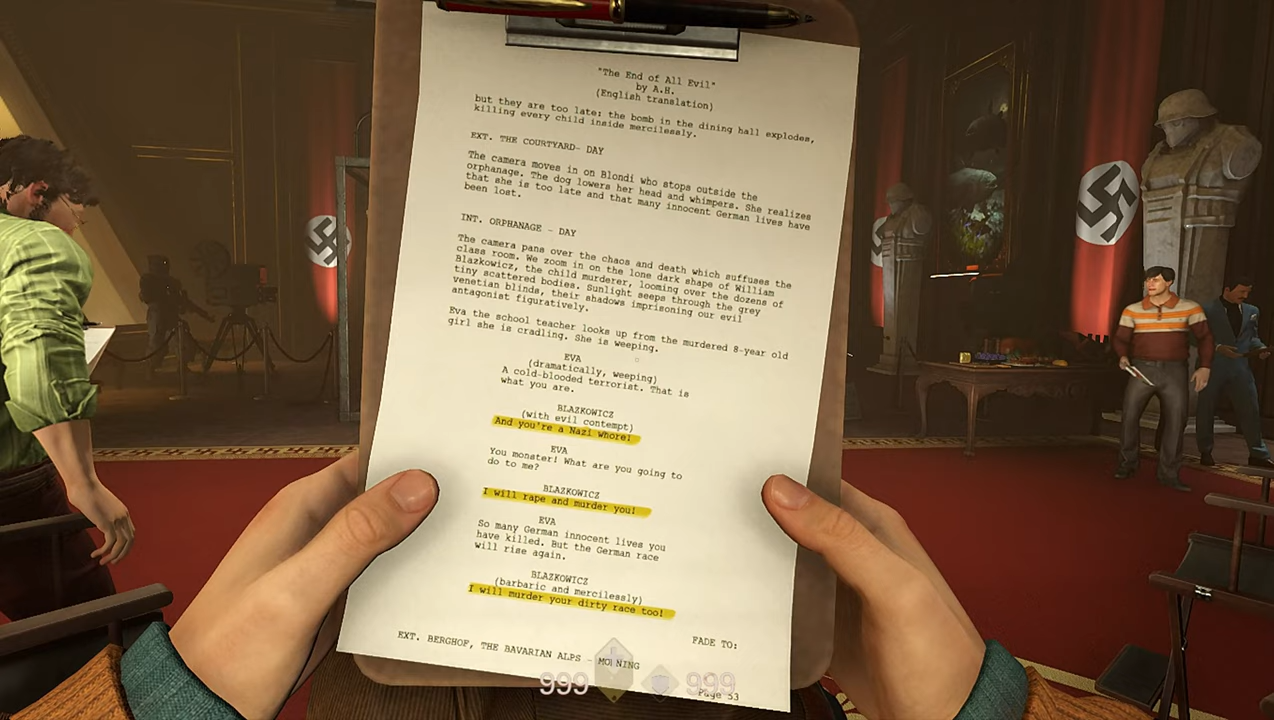 "The End of All Evil"
by A.H.
(English translation)
but they are too late: the bomb in the dining hall explodes,
killing every child inside mercilessly.
EXT. THE COURTYARD- DAY
The camera moves in on Blondi who stops outside the
orphanage. The dog lowers her head and whimpers. She realizes
that she is too late and that many innocent German lives have
been lost.
INT. ORPHANAGE - DAY
The camera pans over the chaos and death which suffuses the
class room. We zoom in on the lone dark shape of William
Blazkowicz, the child murderer, looming over the dozens of
tiny scattered bodies. Sunlight seeps through the grey
venetian blinds, their shadows imprisoning our evil
antagonist figuratively.
Eva the school teacher looks up from the murdered 8-year old
girl she is cradling. She is weeping.
EVA
(dramatically, weeping)
A cold-blooded terrorist. That is
what you are.
BLAZKOWICZ
(with evil contempt)
And you're a Nazi whore!
EVA
You monster! What are you going to
do to me?
BLAZKOWICZ
I will rape and murder you!
EVA
So many German innocent lives you
have killed. But the German race
will rise again.
BLAZKOWICZ
(barbaric and mercilessly)
I will murder your dirty race too!
FADE TO:
EXT. BERGHOF, THE BAVARIAN ALPS - MORNING
999 999
Page 53